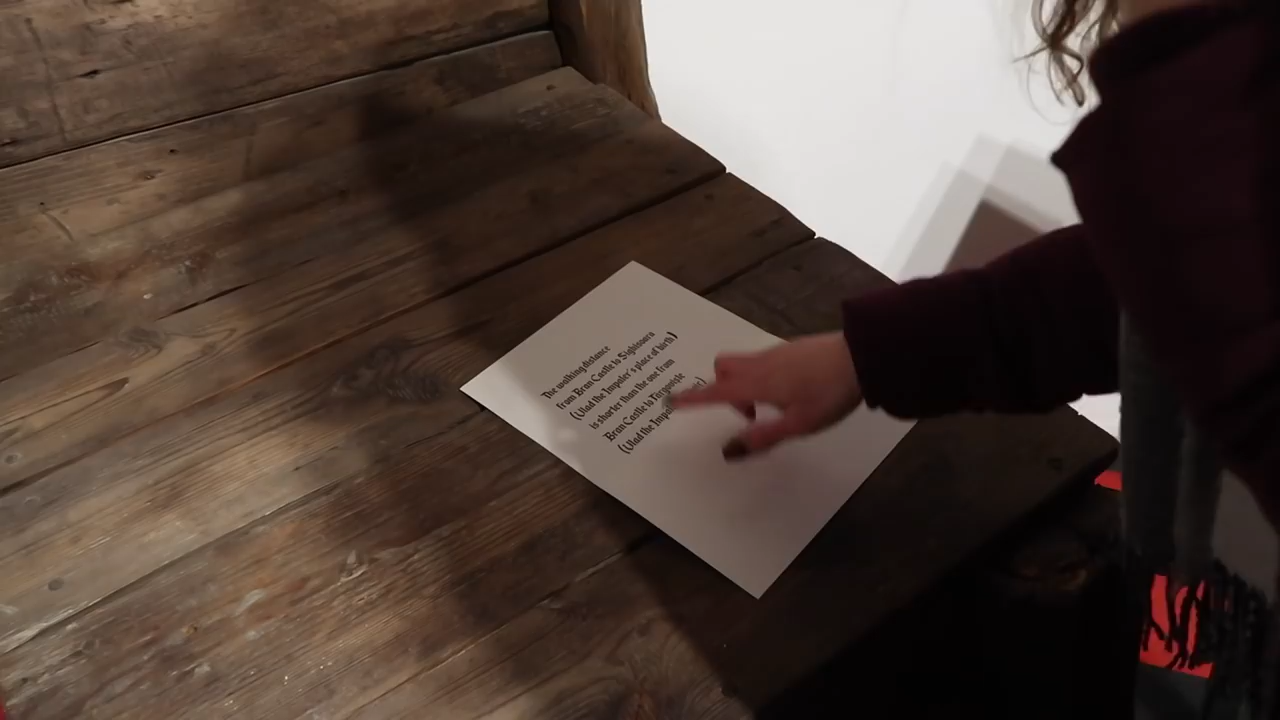 The walking distance
from Bran Castle to Sighisoara
(Vlad the Impaler's place of birth)
is shorter than the one from
Bran Castle to Targoviste
(Vlad the